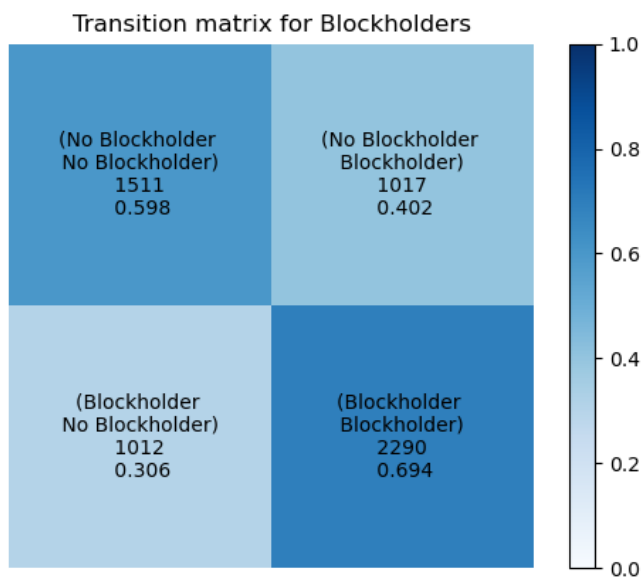 Transition matrix for Blockholders
(No Blockholder
No Blockholder)
1511
0.598
(No Blockholder
Blockholder)
1017
0.402
(Blockholder
No Blockholder)
1012
0.306
(Blockholder
Blockholder)
2290
0.694
1.0
0.8
0.6
0.4
0.2
0.0